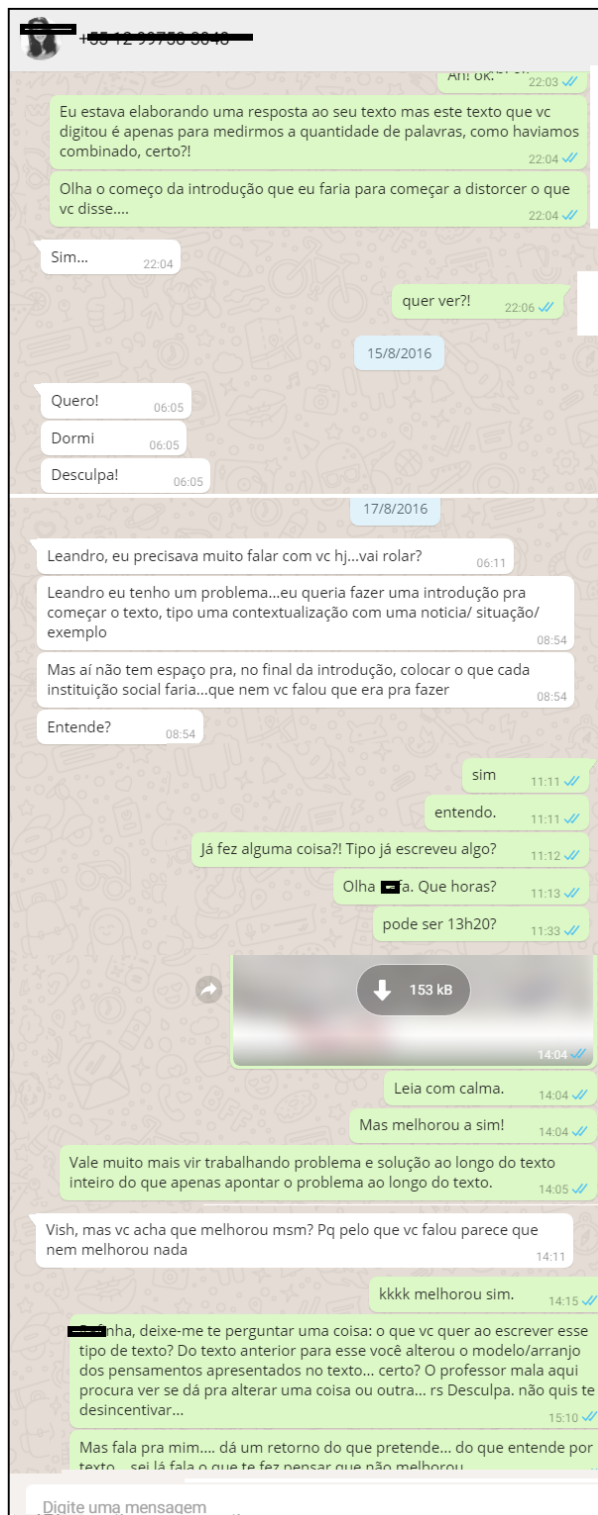 Ah! ok.
22:03
Eu estava elaborando uma resposta ao seu texto mas este texto que vc
digitou é apenas para medirmos a quantidade de palavras, como haviamos
combinado, certo?!
22:04
Olha o começo da introdução que eu faria para começar a distorcer o que
vc disse....
22:04
Sim...
22:04
quer ver?!
22:06
15/8/2016
Quero!
06:05
Dormi
06:05
Desculpa!
06:05
17/8/2016
Leandro, eu precisava muito falar com vc hj...vai rolar?
06:11
Leandro eu tenho um problema...eu queria fazer uma introdução pra
começar o texto, tipo uma contextualização com uma noticia/ situação/
exemplo
08:54
Mas aí não tem espaço pra, no final da introdução, colocar o que cada
instituição social faria...que nem vc falou que era pra fazer
08:54
Entende?
08:54
sim
11:11
entendo.
11:11
Já fez alguma coisa?! Tipo já escreveu algo?
11:12
Olha fa. Que horas?
11:13
pode ser 13h20?
11:33
153 kB
14:04
Leia com calma.
14:04
Mas melhorou a sim!
14:04
Vale muito mais vir trabalhando problema e solução ao longo do texto
inteiro do que apenas apontar o problema ao longo do texto.
14:05
Vish, mas vc acha que melhorou msm? Pq pelo que vc falou parece que
nem melhorou nada
14:11
kkkk melhorou sim.
14:15
nha, deixe-me te perguntar uma coisa: o que vc quer ao escrever esse
tipo de texto? Do texto anterior para esse você alterou o modelo/arranjo
dos pensamentos apresentados no texto... certo? O professor mala aqui
procura ver se dá pra alterar uma coisa ou outra... rs Desculpa. não quis te
desincentivar...
15:10
Mas fala pra mim.... dá um retorno do que pretende... do que entende por
texto... sei lá fala o que te fez pensar que não melhorou
Digite uma mensagem